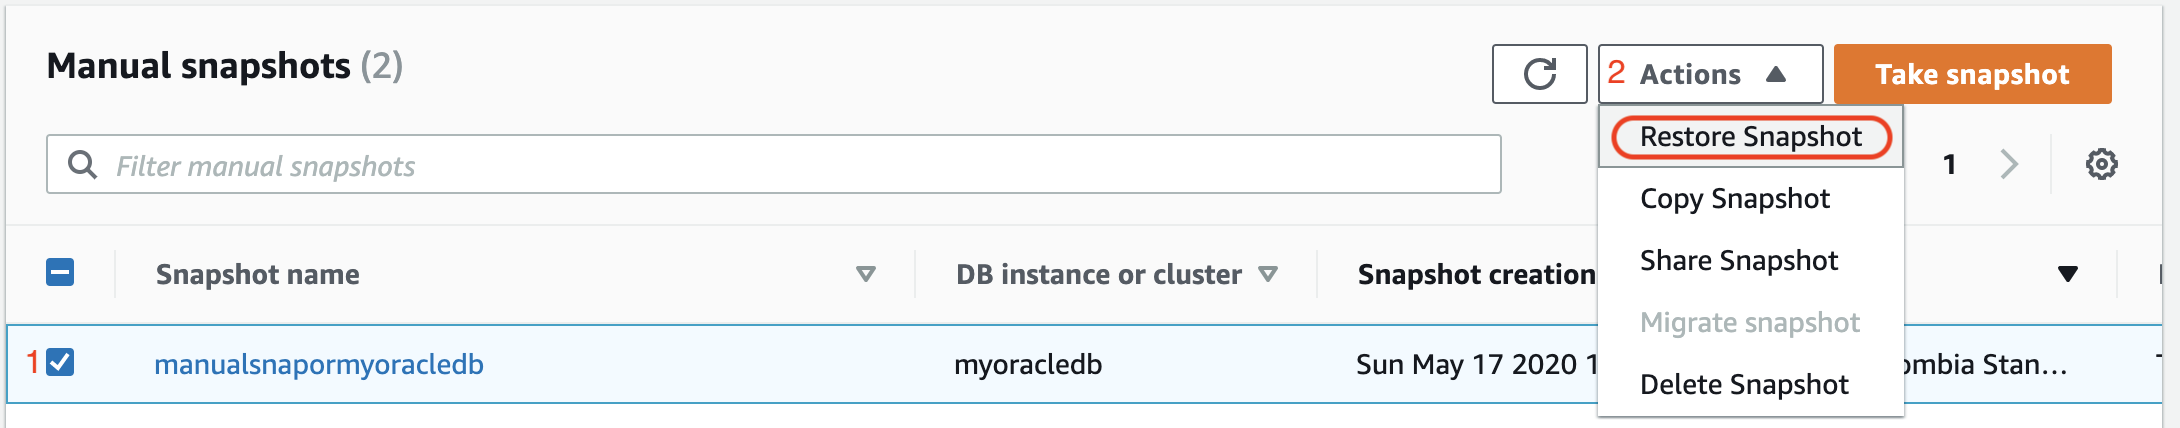 Manual snapshots (2)
2 Actions
Take snapshot
Restore Snapshot
Filter manual snapshots
1
Copy Snapshot
Share Snapshot
Snapshot name
DB instance or cluster
Snapshot creation
Migrate snapshot
1
manualsnapormyoracledb
myoracledb
Sun May 17 2020 1
ombia Stan...
Delete Snapshot